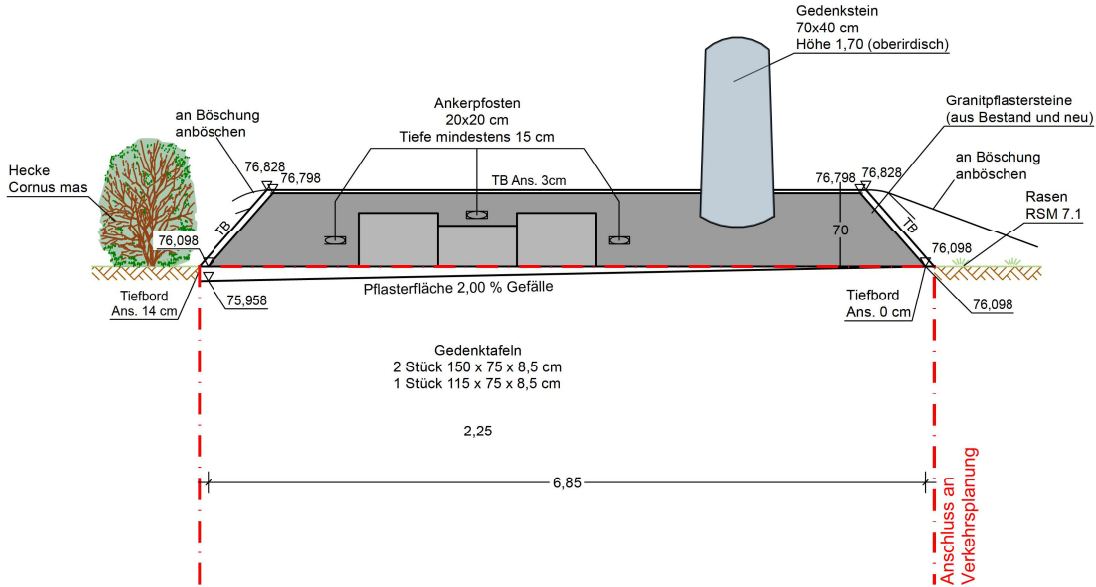 Gedenkstein
70x40 cm
Höhe 1,70 (oberirdisch)
Ankerpfosten
20x20 cm
Tiefe mindestens 15 cm
an Böschung
anböschen
Granitpflastersteine
(aus Bestand und neu)
Hecke
Cornus mas
an Böschung
anböschen
76,828
76,798
TB Ans. 3cm
76,798
76,828
Rasen
RSM 7.1
TB
TB
70
76,098
76,098
Tiefbord
Ans. 14 cm
75,958
Pflasterfläche 2,00 % Gefälle
Tiefbord
Ans. 0 cm
76,098
Gedenktafeln
2 Stück 150 x 75 x 8,5 cm
1 Stück 115 x 75 x 8,5 cm
2,25
6,85
Anschluss an
Verkehrsplanung